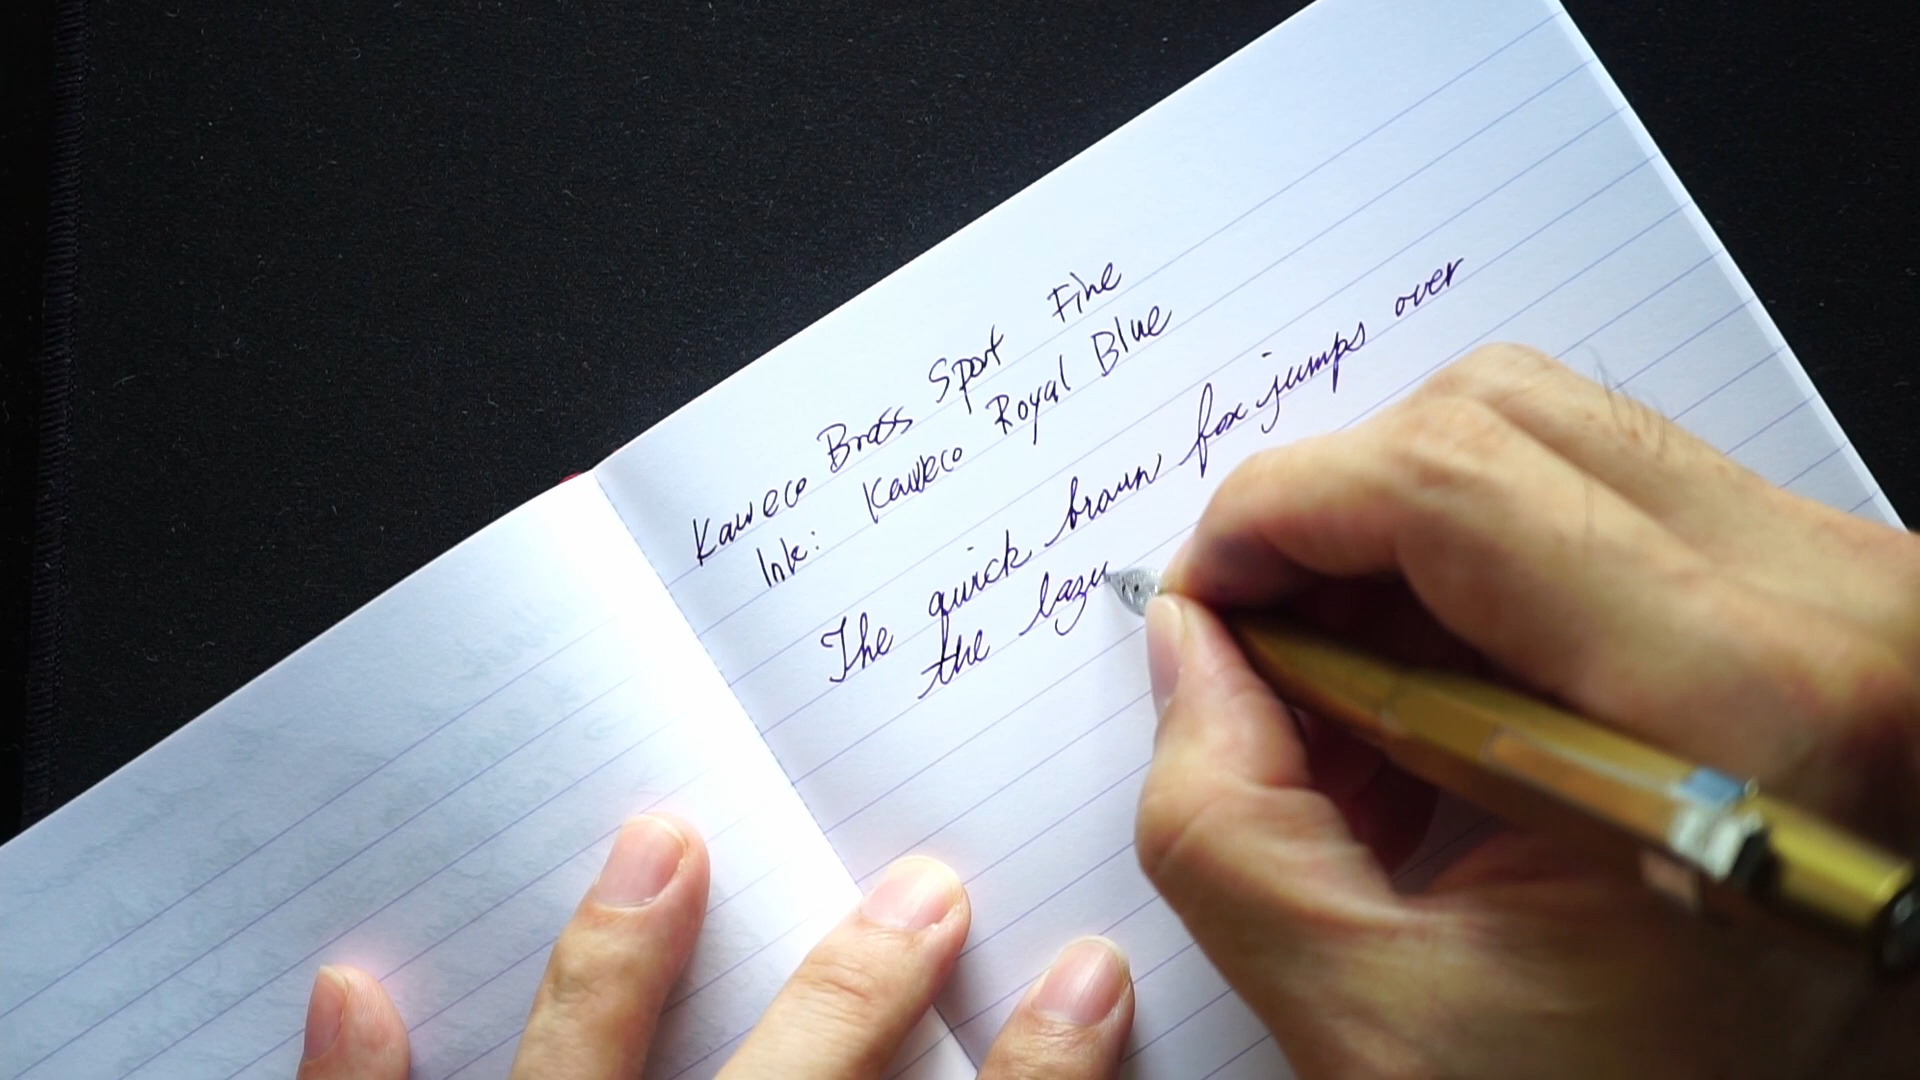 Kaweco Brass Sport Fine
Ink: Kaweco Royal Blue
The quick brown fox jumps over
the lazy